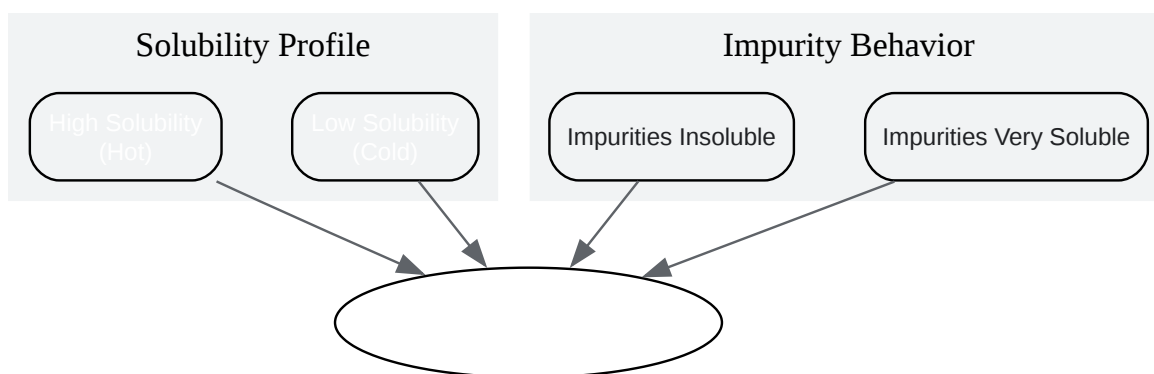 Solubility Profile
Impurity Behavior
High Solubility
(Hot)
Low Solubility
(Cold)
Impurities Insoluble
Impurities Very Soluble